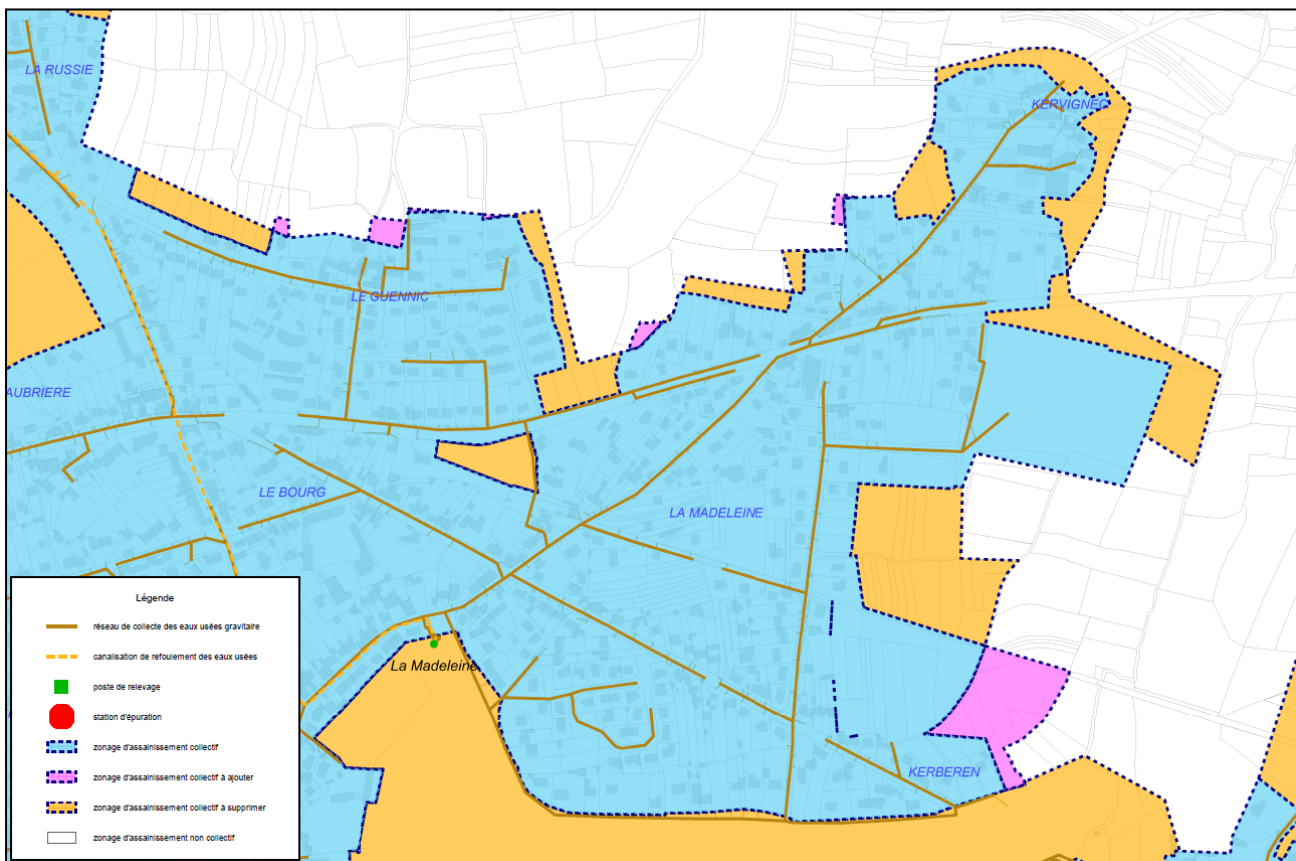 LA RUSSIE
KERVIGNEC
LE GUENNIC
AUBRIERE
LE BOURG
LA MADELEINE
La Madeleine
KERBEREN
Légende
réseau de collecte des eaux usées gravitaire
canalisation de refoulement des eaux usées
poste de relevage
station d'épuration
zonage d'assainissement collectif
zonage d'assainissement collectif à ajouter
zonage d'assainissement collectif à supprimer
zonage d'assainissement non collectif